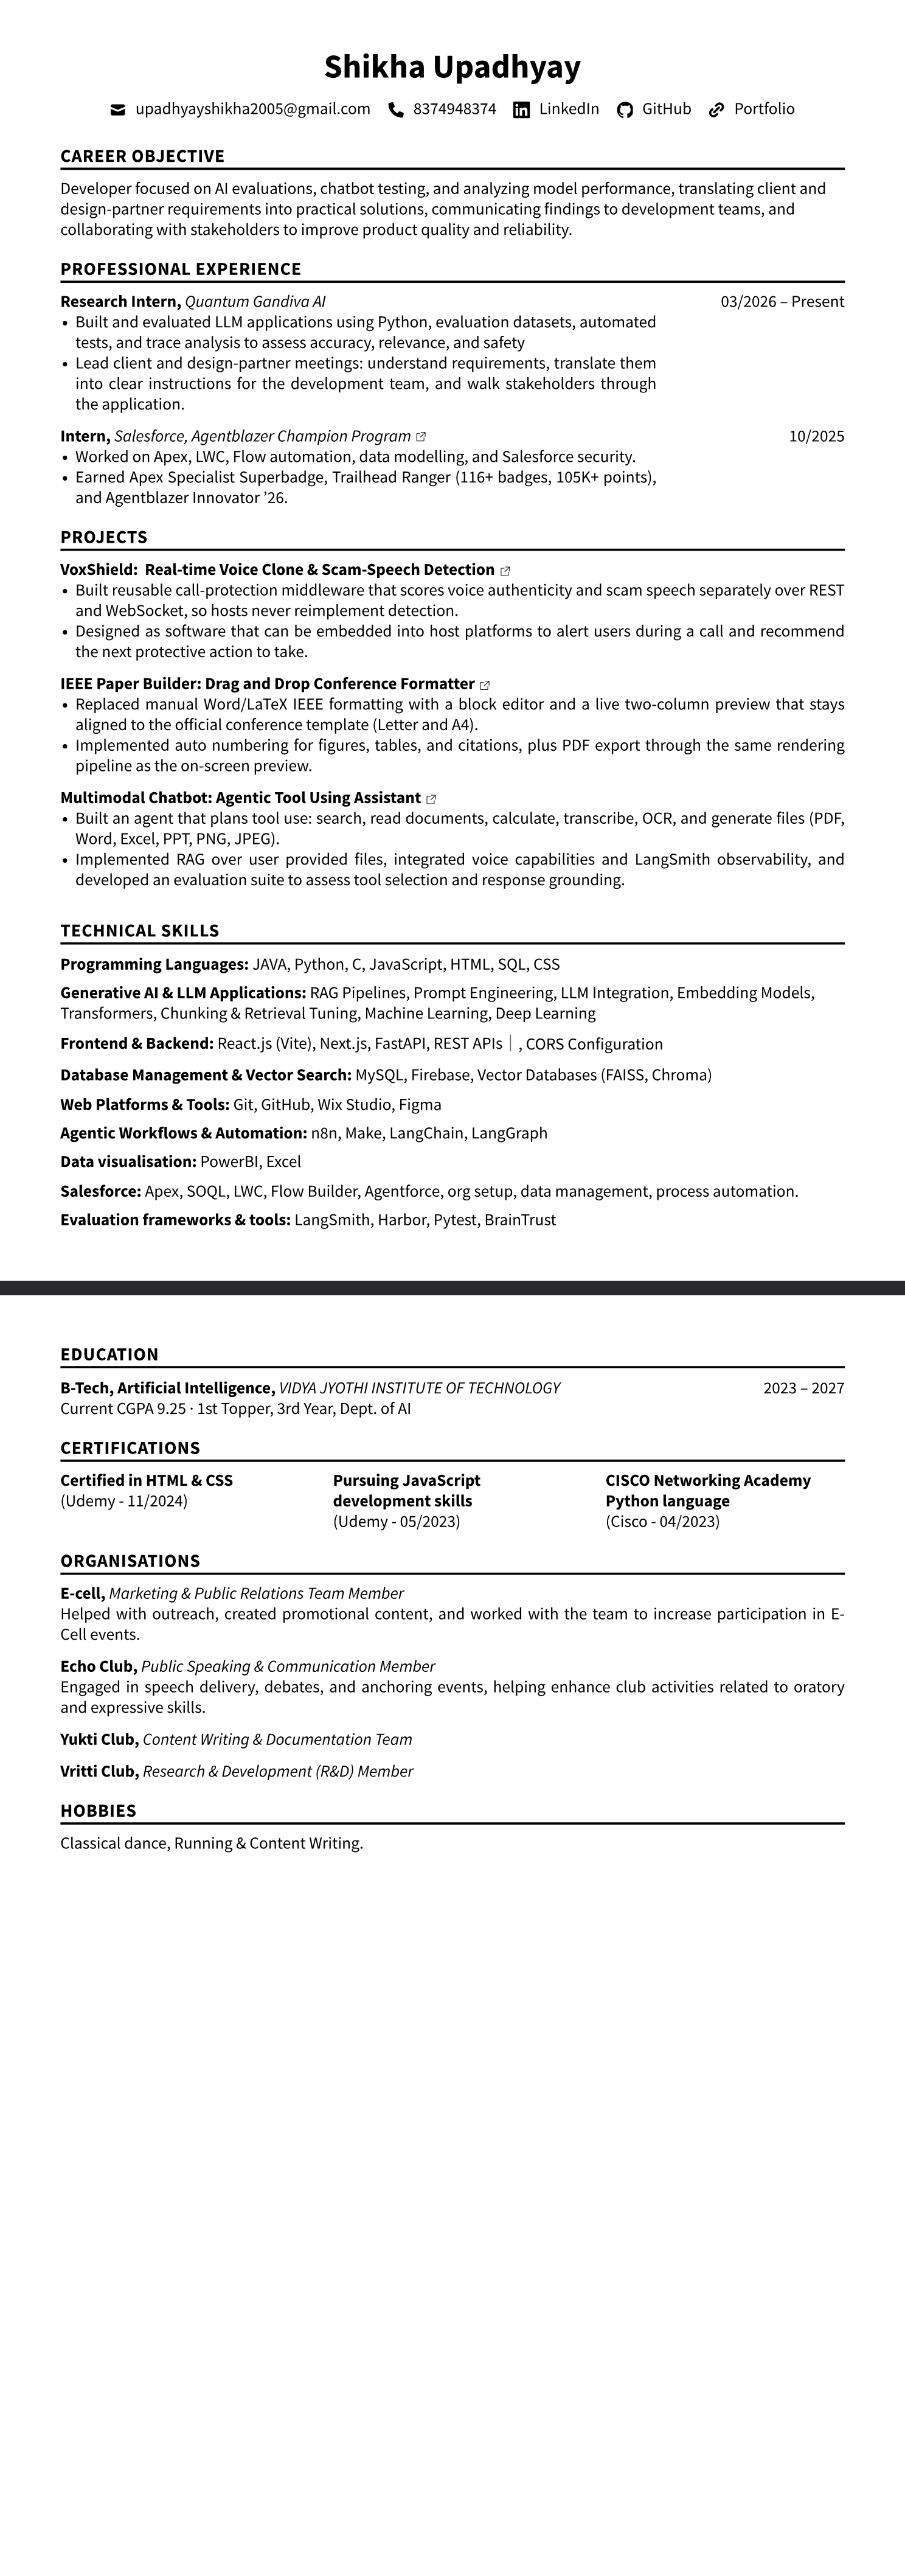 Shikha Upadhyay
upadhyayshikha2005@gmail.com 8374948374 LinkedIn GitHub Portfolio
CAREER OBJECTIVE
Developer focused on AI evaluations, chatbot testing, and analyzing model performance, translating client and
design-partner requirements into practical solutions, communicating findings to development teams, and
collaborating with stakeholders to improve product quality and reliability.
PROFESSIONAL EXPERIENCE
Research Intern, Quantum Gandiva AI 03/2026 – Present
• Built and evaluated LLM applications using Python, evaluation datasets, automated
tests, and trace analysis to assess accuracy, relevance, and safety
• Lead client and design-partner meetings: understand requirements, translate them
into clear instructions for the development team, and walk stakeholders through
the application.
Intern, Salesforce, Agentblazer Champion Program 10/2025
• Worked on Apex, LWC, Flow automation, data modelling, and Salesforce security.
• Earned Apex Specialist Superbadge, Trailhead Ranger (116+ badges, 105K+ points),
and Agentblazer Innovator ’26.
PROJECTS
VoxShield: Real-time Voice Clone & Scam-Speech Detection
• Built reusable call-protection middleware that scores voice authenticity and scam speech separately over REST
and WebSocket, so hosts never reimplement detection.
• Designed as software that can be embedded into host platforms to alert users during a call and recommend
the next protective action to take.
IEEE Paper Builder: Drag and Drop Conference Formatter
• Replaced manual Word/LaTeX IEEE formatting with a block editor and a live two-column preview that stays
aligned to the official conference template (Letter and A4).
• Implemented auto numbering for figures, tables, and citations, plus PDF export through the same rendering
pipeline as the on-screen preview.
Multimodal Chatbot: Agentic Tool Using Assistant
• Built an agent that plans tool use: search, read documents, calculate, transcribe, OCR, and generate files (PDF,
Word, Excel, PPT, PNG, JPEG).
• Implemented RAG over user provided files, integrated voice capabilities and LangSmith observability, and
developed an evaluation suite to assess tool selection and response grounding.
TECHNICAL SKILLS
Programming Languages: JAVA, Python, C, JavaScript, HTML, SQL, CSS
Generative AI & LLM Applications: RAG Pipelines, Prompt Engineering, LLM Integration, Embedding Models,
Transformers, Chunking & Retrieval Tuning, Machine Learning, Deep Learning
Frontend & Backend: React.js (Vite), Next.js, FastAPI, REST APIs | , CORS Configuration
Database Management & Vector Search: MySQL, Firebase, Vector Databases (FAISS, Chroma)
Web Platforms & Tools: Git, GitHub, Wix Studio, Figma
Agentic Workflows & Automation: n8n, Make, LangChain, LangGraph
Data visualisation: PowerBI, Excel
Salesforce: Apex, SOQL, LWC, Flow Builder, Agentforce, org setup, data management, process automation.
Evaluation frameworks & tools: LangSmith, Harbor, Pytest, BrainTrust
EDUCATION
B-Tech, Artificial Intelligence, VIDYA JYOTHI INSTITUTE OF TECHNOLOGY 2023 – 2027
Current CGPA 9.25 · 1st Topper, 3rd Year, Dept. of AI
CERTIFICATIONS
Certified in HTML & CSS
(Udemy - 11/2024)
Pursuing JavaScript
development skills
(Udemy - 05/2023)
CISCO Networking Academy
Python language
(Cisco - 04/2023)
ORGANISATIONS
E-cell, Marketing & Public Relations Team Member
Helped with outreach, created promotional content, and worked with the team to increase participation in E-
Cell events.
Echo Club, Public Speaking & Communication Member
Engaged in speech delivery, debates, and anchoring events, helping enhance club activities related to oratory
and expressive skills.
Yukti Club, Content Writing & Documentation Team
Vritti Club, Research & Development (R&D) Member
HOBBIES
Classical dance, Running & Content Writing.